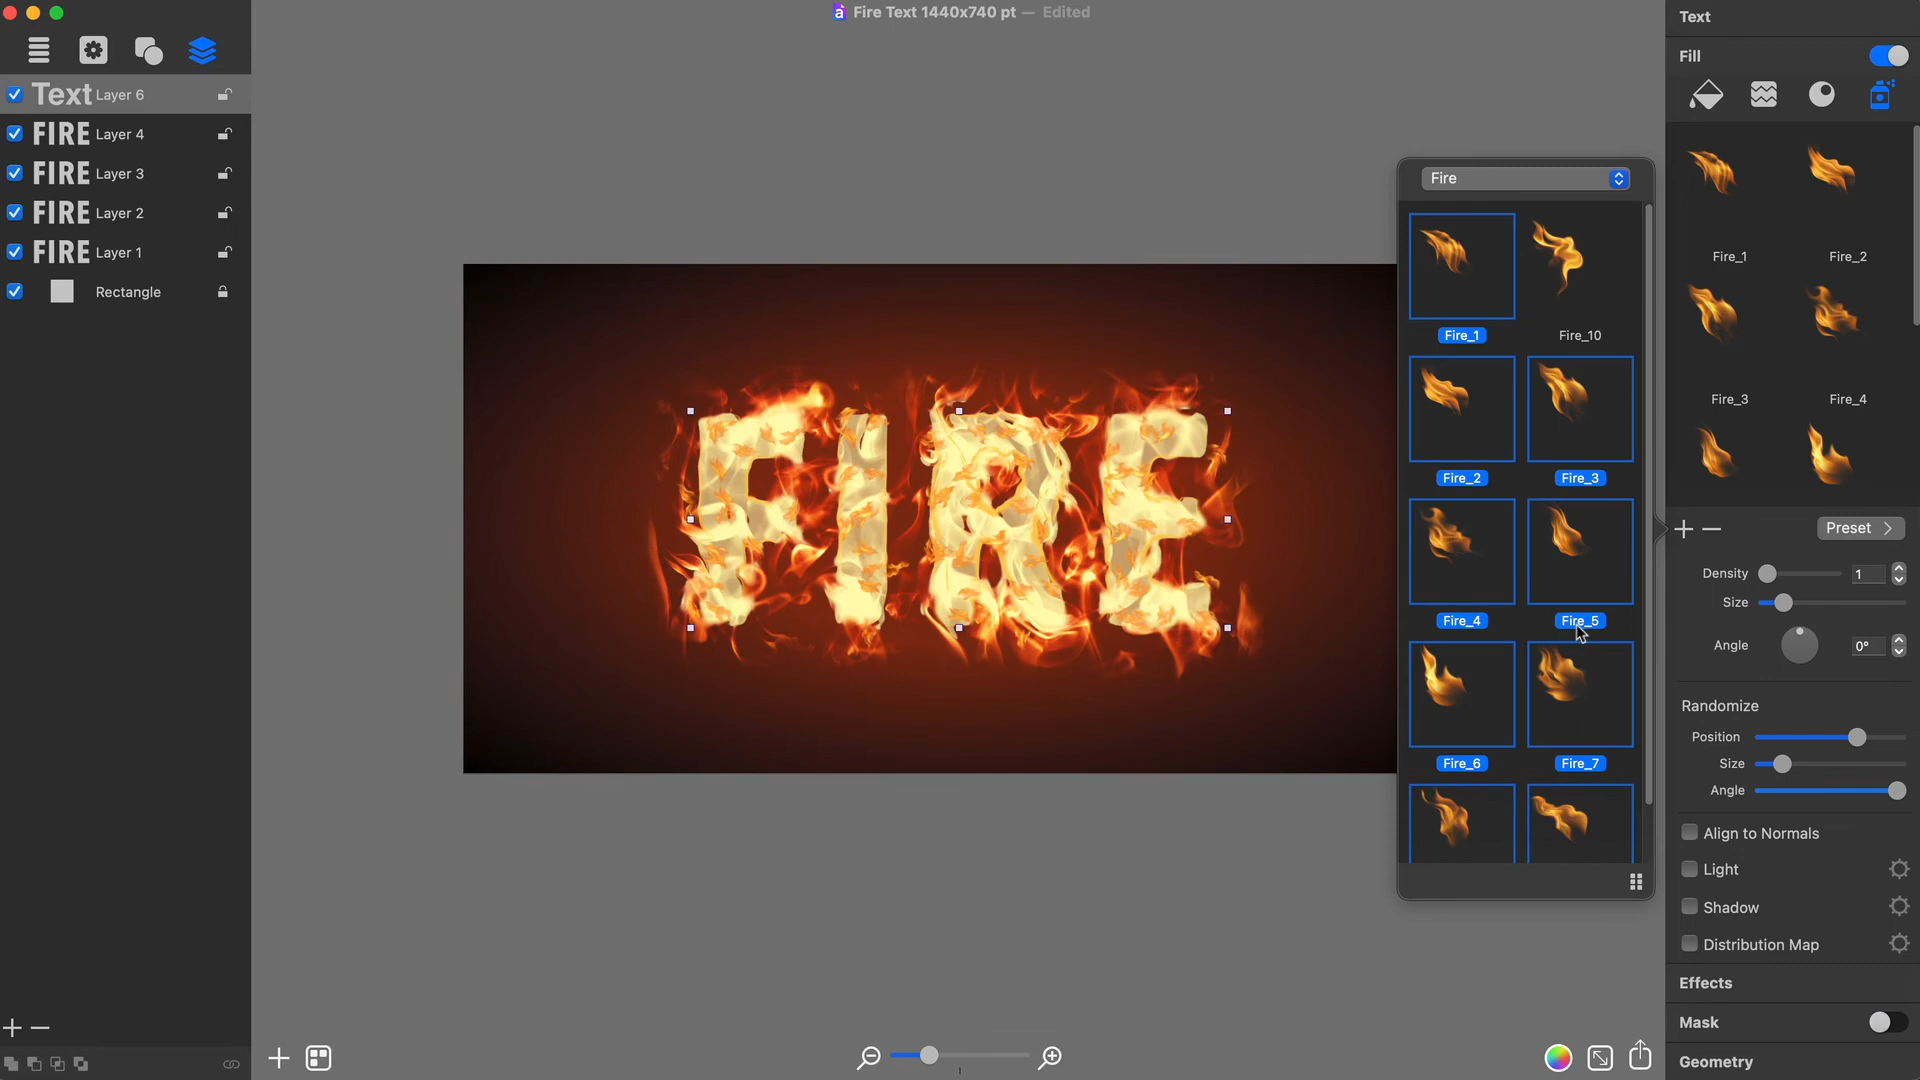 Fire Text 1440x740 pt — Edited
Text Layer 6
FIRE Layer 4
FIRE Layer 3
FIRE Layer 2
FIRE Layer 1
Rectangle
FIRE
Fire
Fire_1
Fire_10
Fire_2
Fire_3
Fire_4
Fire_5
Fire_6
Fire_7
Text
Fill
Fire_1
Fire_2
Fire_3
Fire_4
Preset
Density 1
Size
Angle 0°
Randomize
Position
Size
Angle
Align to Normals
Light
Shadow
Distribution Map
Effects
Mask
Geometry